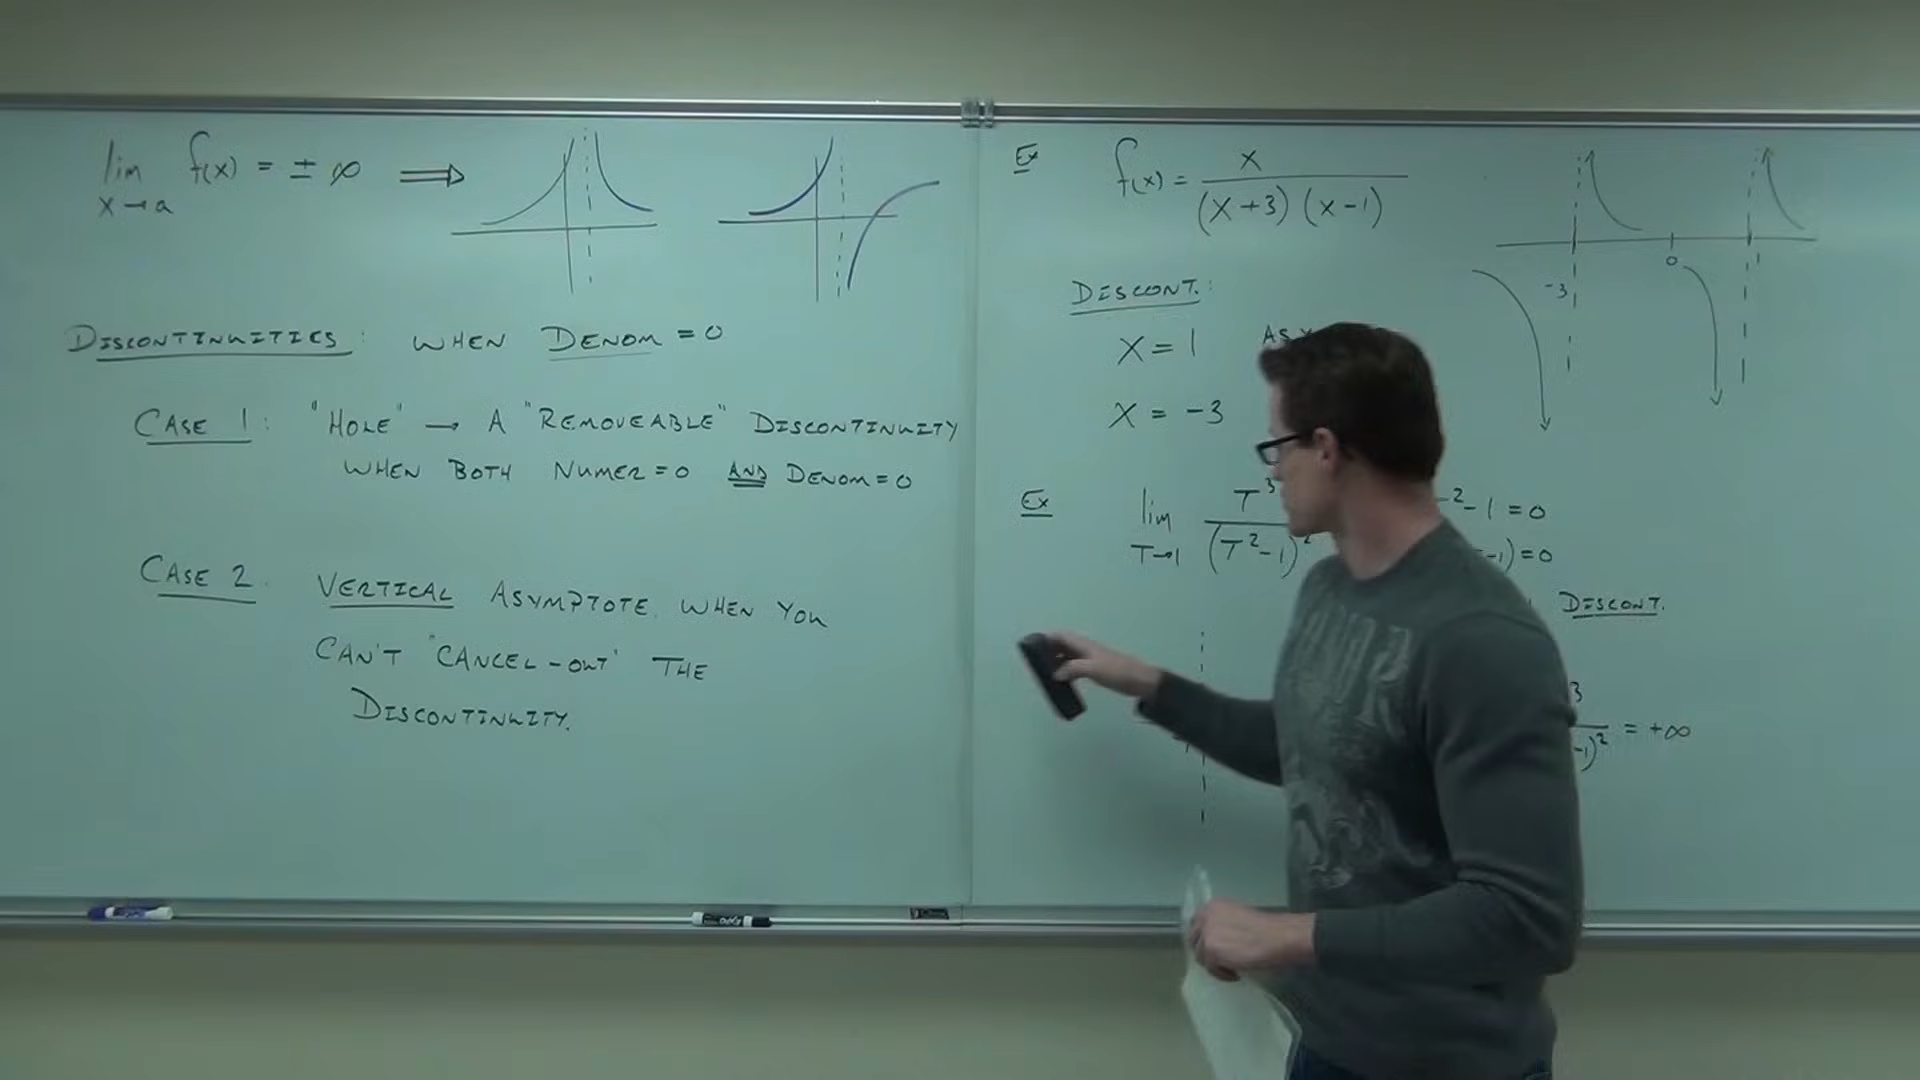 lim f(x) = ± ∞ ⟹
x→a
DISCONTINUITIES: WHEN DENOM = 0
CASE 1: "HOLE" → A "REMOVEABLE" DISCONTINUITY
WHEN BOTH NUMER = 0 AND DENOM = 0
CASE 2. VERTICAL ASYMPTOTE. WHEN YOU
CAN'T "CANCEL-OUT" THE
DISCONTINUITY.
EX f(x) = x
(x+3)(x-1)
DISCONT.:
x = 1
x = -3
-3
0
EX lim T³ ²-1 = 0
T→1 (T²-1)² -1) = 0
DISCONT.
3
-1)² = +∞